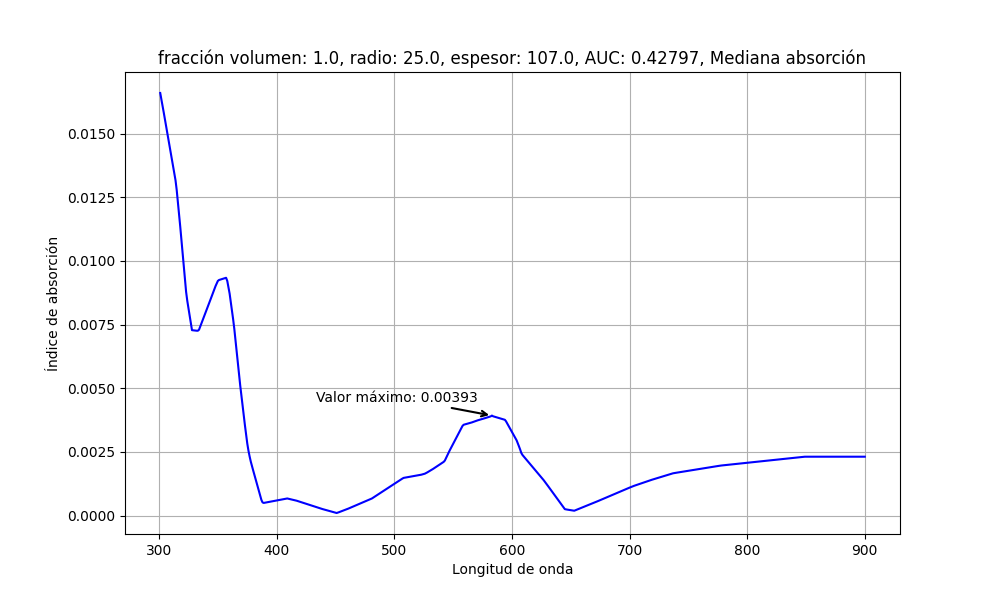 fracción volumen: 1.0, radio: 25.0, espesor: 107.0, AUC: 0.42797, Mediana absorción
Índice de absorción
0.0150
0.0125
0.0100
0.0075
0.0050
0.0025
0.0000
Valor máximo: 0.00393
300 400 500 600 700 800 900
Longitud de onda